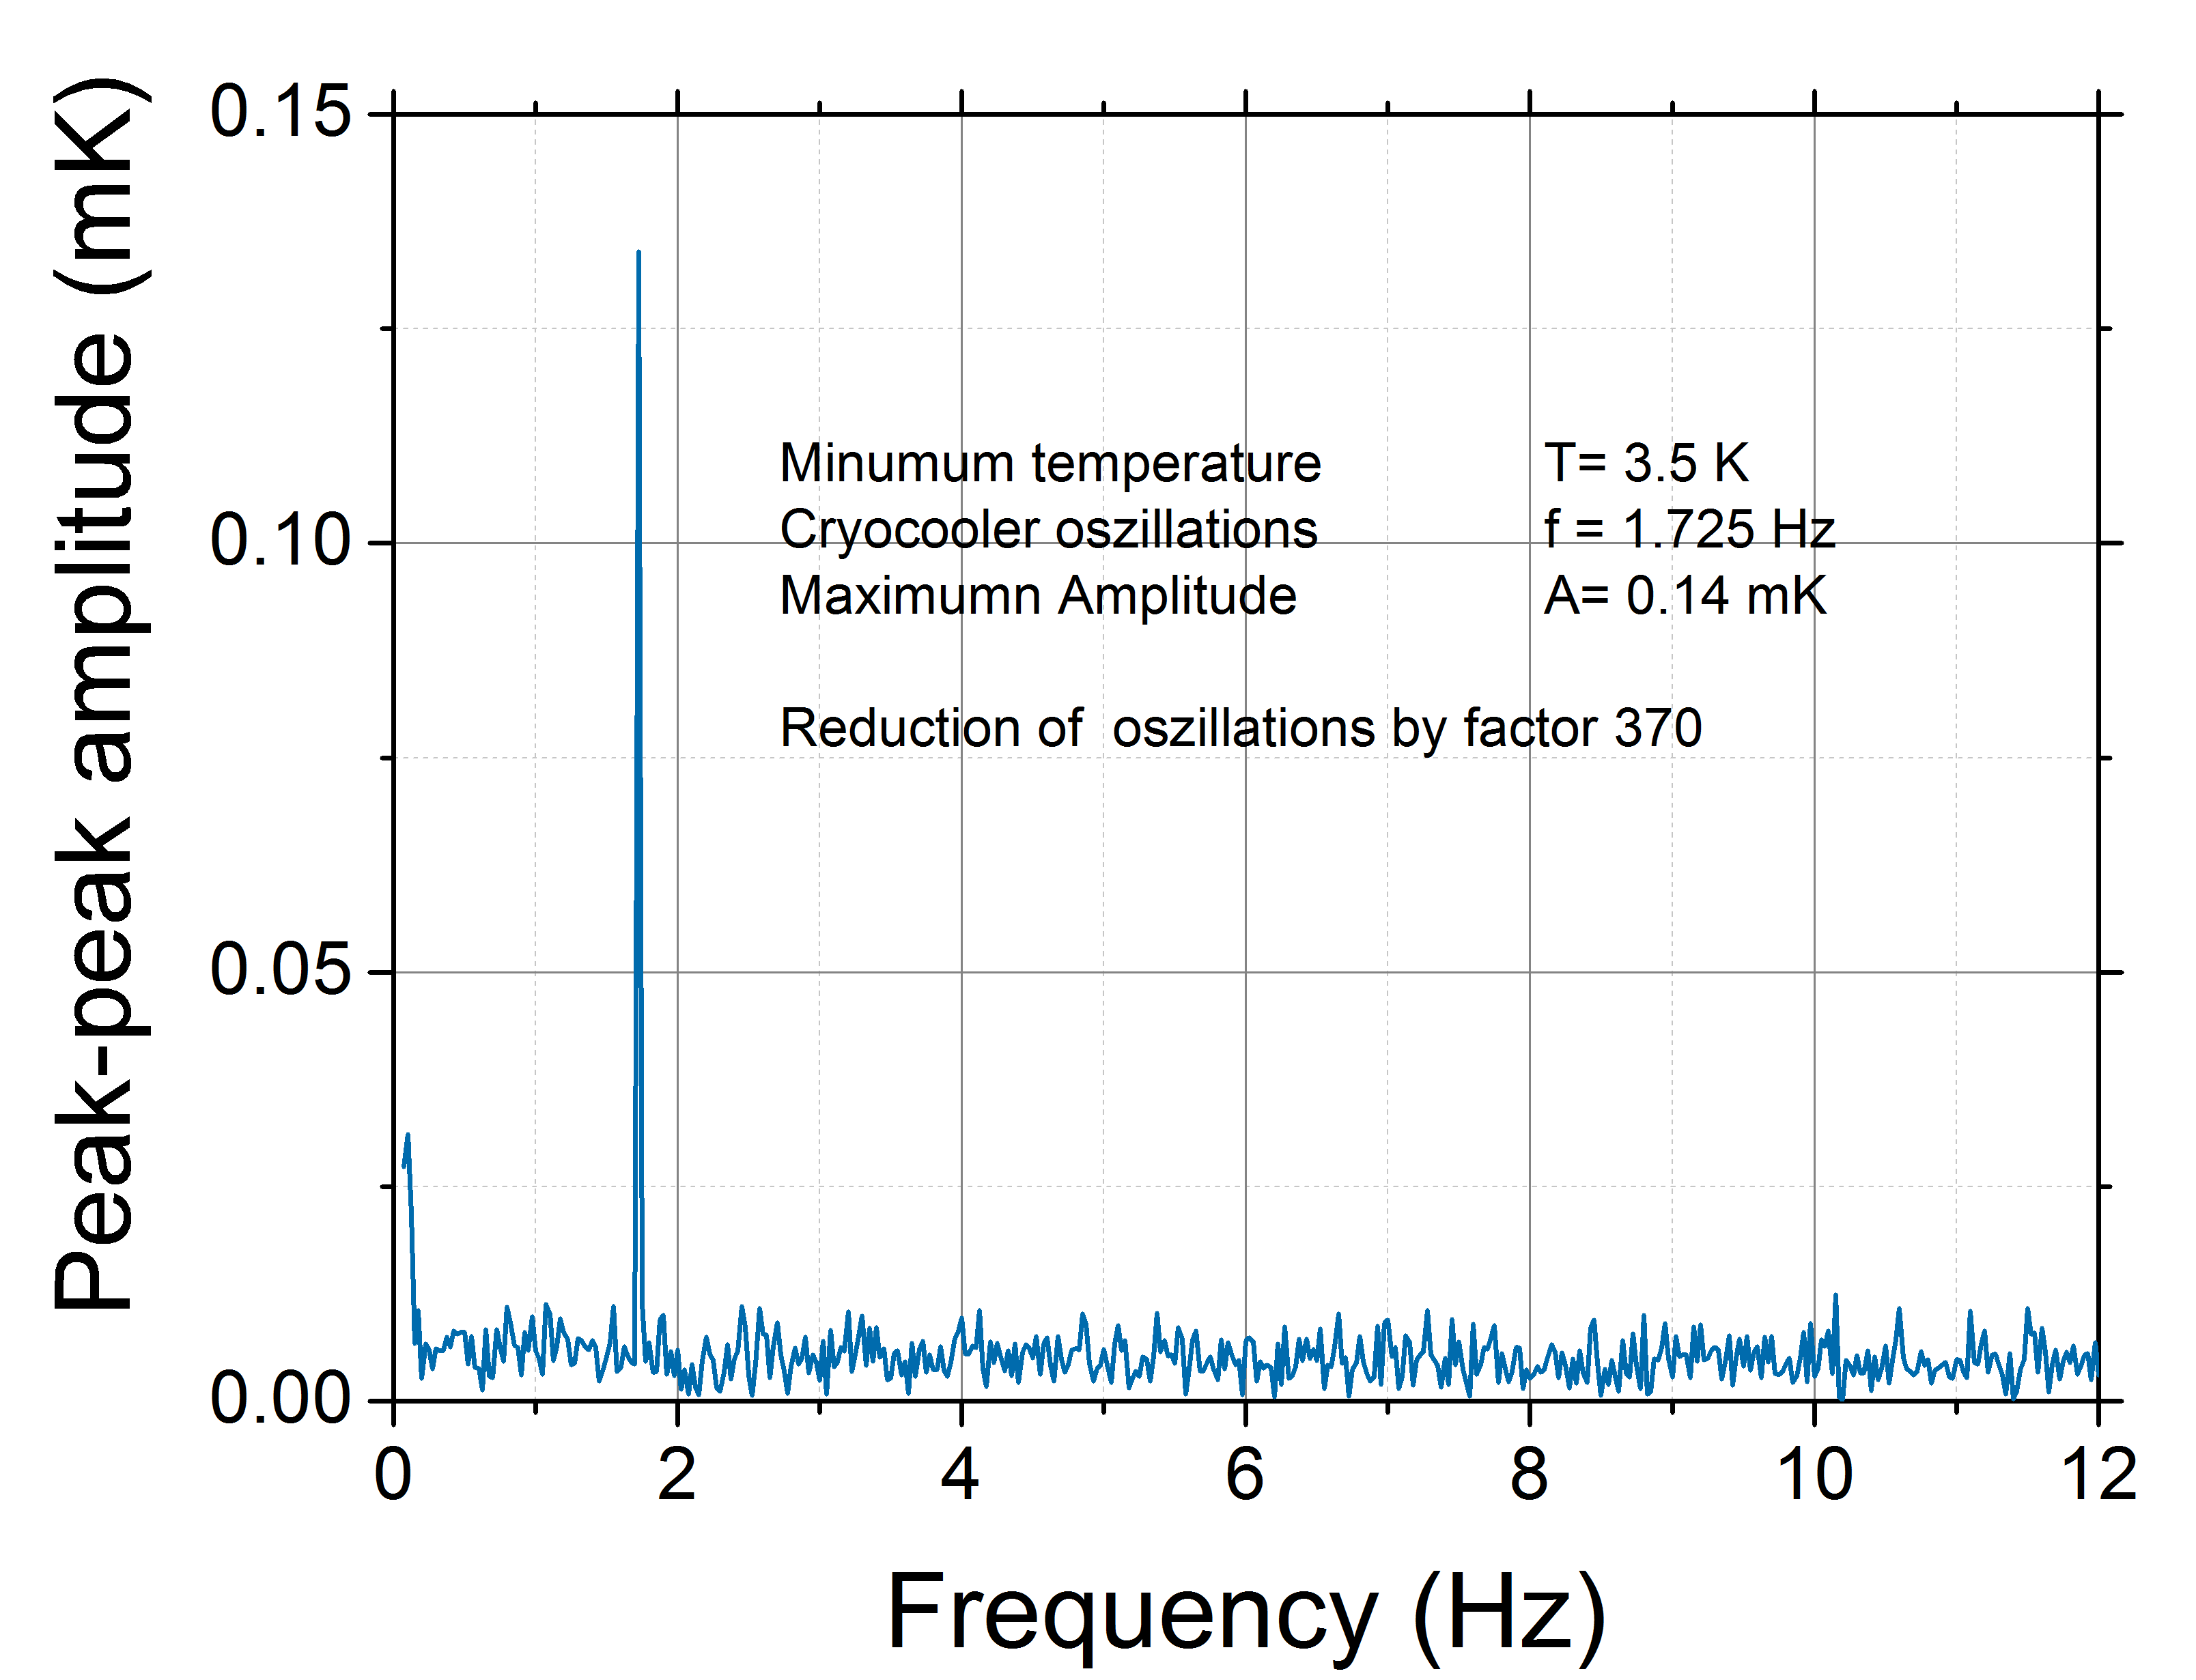 Peak-peak amplitude (mK)
0.15
0.10
0.05
0.00
Minumum temperature T= 3.5 K
Cryocooler oszillations f = 1.725 Hz
Maximumn Amplitude A= 0.14 mK
Reduction of  oszillations by factor 370
0 2 4 6 8 10 12
Frequency (Hz)